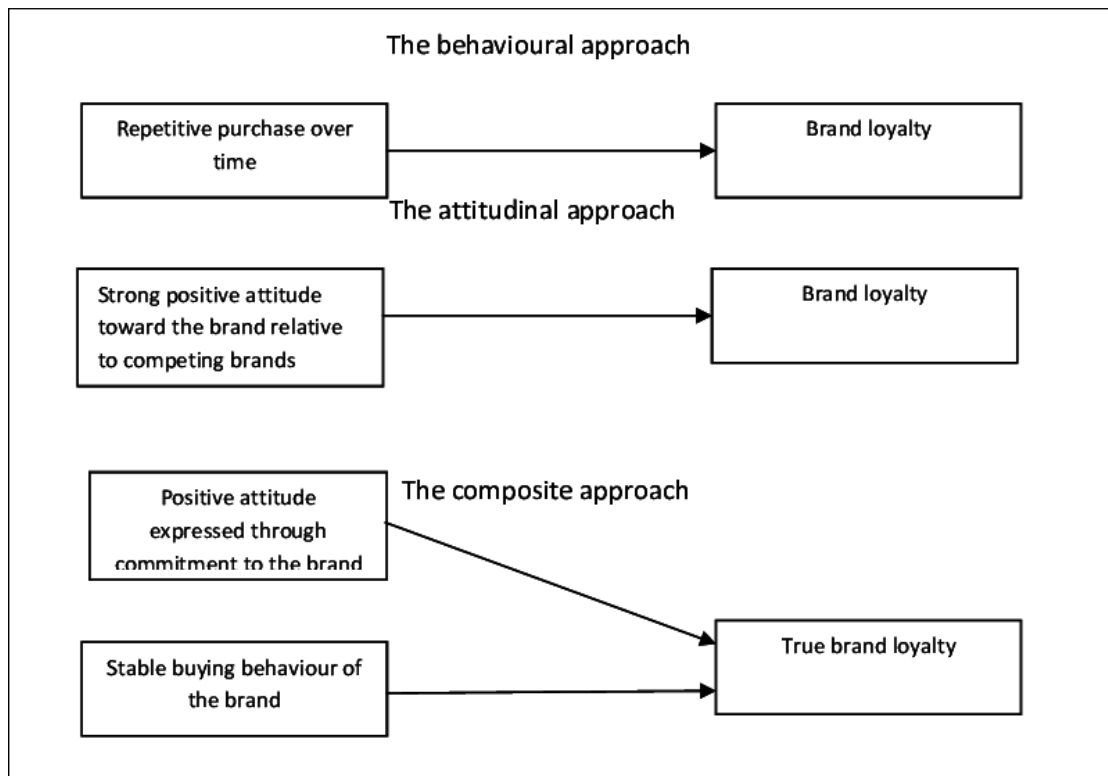 The behavioural approach
Repetitive purchase over
time
Brand loyalty
The attitudinal approach
Strong positive attitude
toward the brand relative
to competing brands
Brand loyalty
The composite approach
Positive attitude
expressed through
commitment to the brand
Stable buying behaviour of
the brand
True brand loyalty